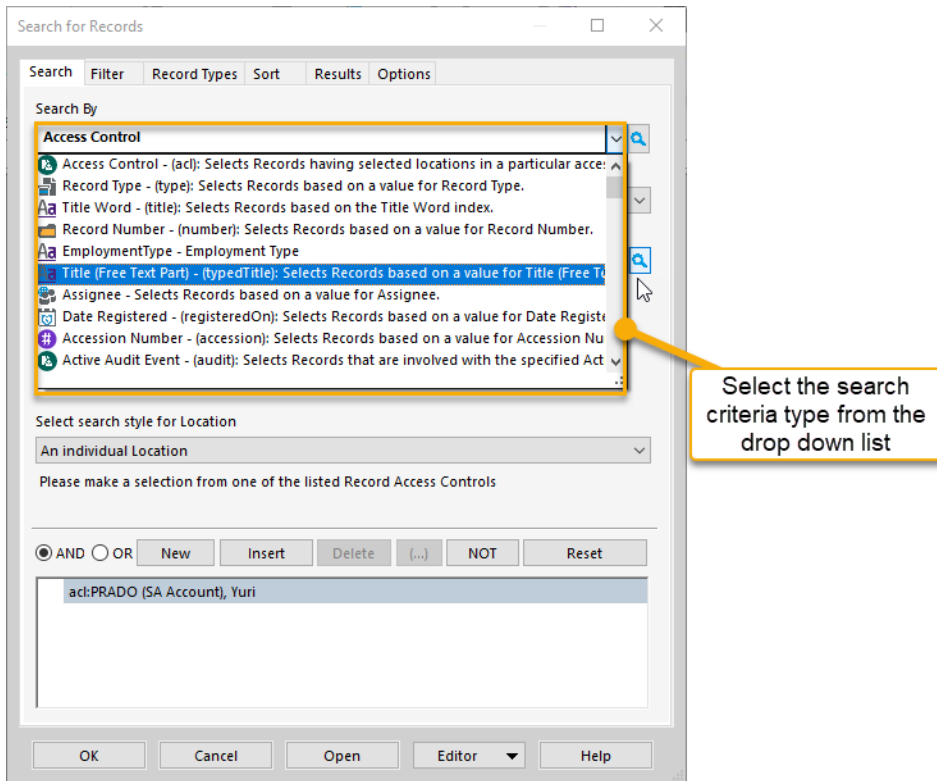 Search for Records
Search Filter Record Types Sort Results Options
Search By
Access Control
Access Control - (acl): Selects Records having selected locations in a particular acce
Record Type - (type): Selects Records based on a value for Record Type.
Title Word - (title): Selects Records based on the Title Word index.
Record Number - (number): Selects Records based on a value for Record Number.
EmploymentType - Employment Type
Title (Free Text Part) - (typedTitle): Selects Records based on a value for Title (Free Te
Assignee - Selects Records based on a value for Assignee.
Date Registered - (registeredOn): Selects Records based on a value for Date Registe
Accession Number - (accession): Selects Records based on a value for Accession Nu
Active Audit Event - (audit): Selects Records that are involved with the specified Act
Select the search
criteria type from the
drop down list
Select search style for Location
An individual Location
Please make a selection from one of the listed Record Access Controls
AND OR New Insert Delete (...) NOT Reset
acl:PRADO (SA Account), Yuri
OK Cancel Open Editor Help